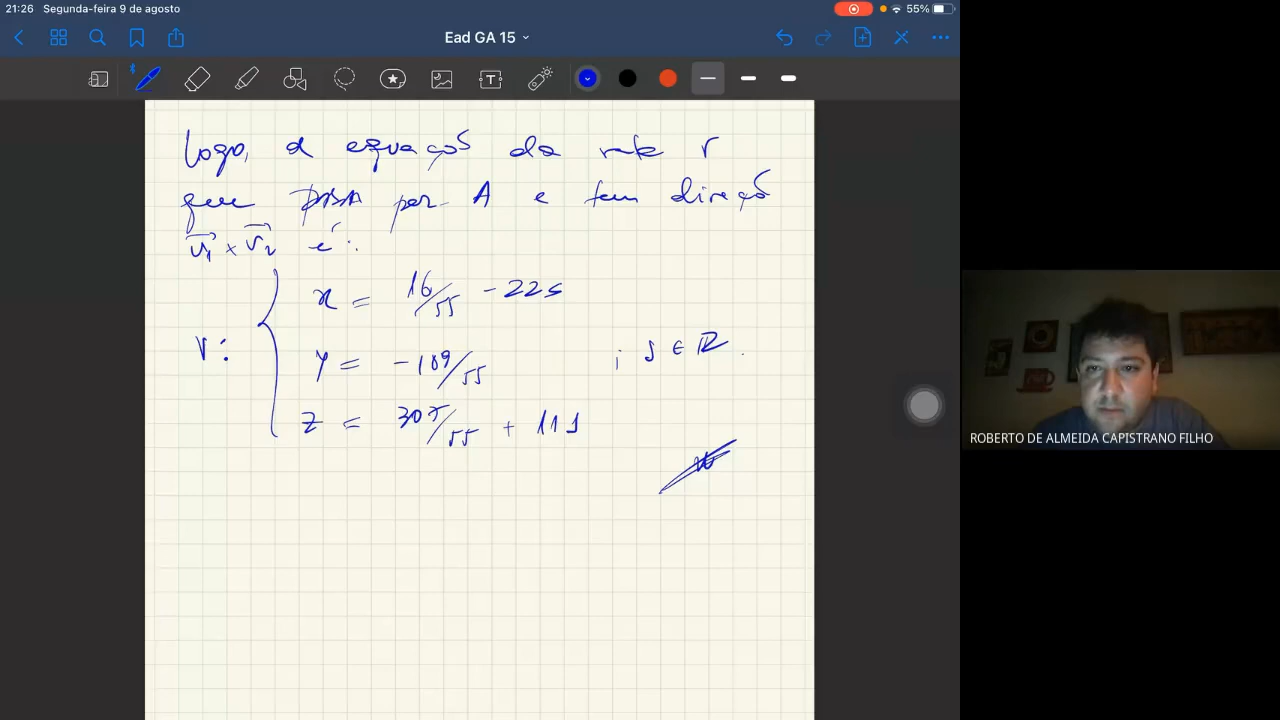 21:26 Segunda-feira 9 de agosto
55%
Ead GA 15
Logo, a equação da reta r
que passa por A e tem direção
v₁ × v₂ é:
r: { x = 16/55 - 22s
y = -109/55 ; s ∈ ℝ.
z = 307/55 + 11s
ROBERTO DE ALMEIDA CAPISTRANO FILHO